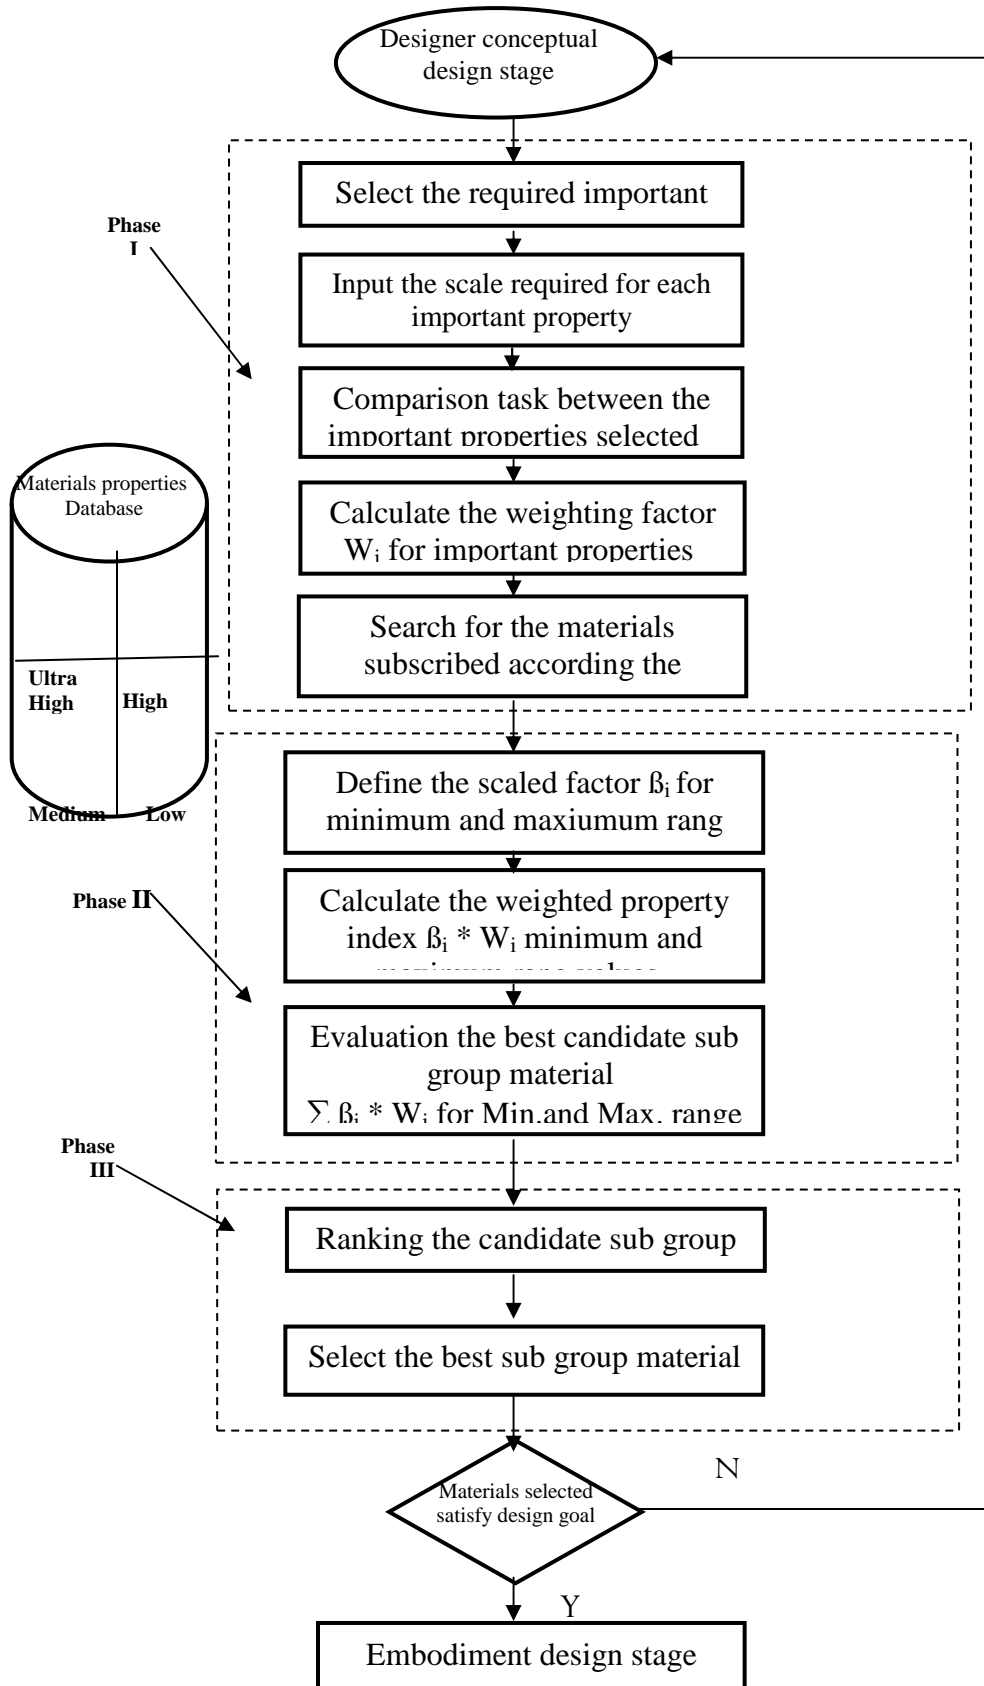 Designer conceptual
design stage
Select the required important
Phase
I
Input the scale required for each
important property
Comparison task between the
important properties selected
Materials properties
Database
Calculate the weighting factor
Wi for important properties
Search for the materials
subscribed according the
Ultra
High
High
Medium
Low
Define the scaled factor ßi for
minimum and maxiumum rang
Phase II
Calculate the weighted property
index ßi * Wi minimum and
maximum rang values
Evaluation the best candidate sub
group material
∑ ßi * Wi for Min.and Max. range
Phase
III
Ranking the candidate sub group
Select the best sub group material
N
Materials selected
satisfy design goal
Y
Embodiment design stage